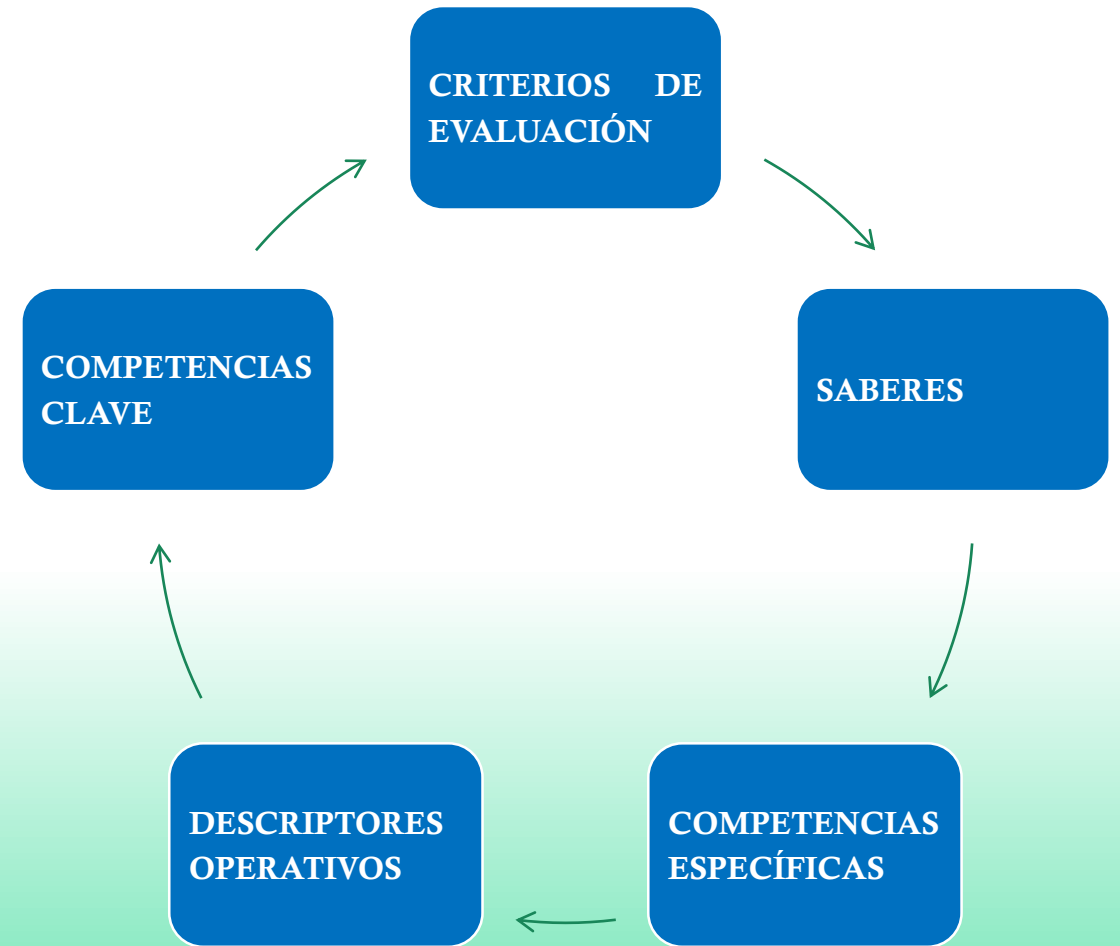 CRITERIOS DE
EVALUACIÓN
SABERES
COMPETENCIAS
ESPECÍFICAS
DESCRIPTORES
OPERATIVOS
COMPETENCIAS
CLAVE